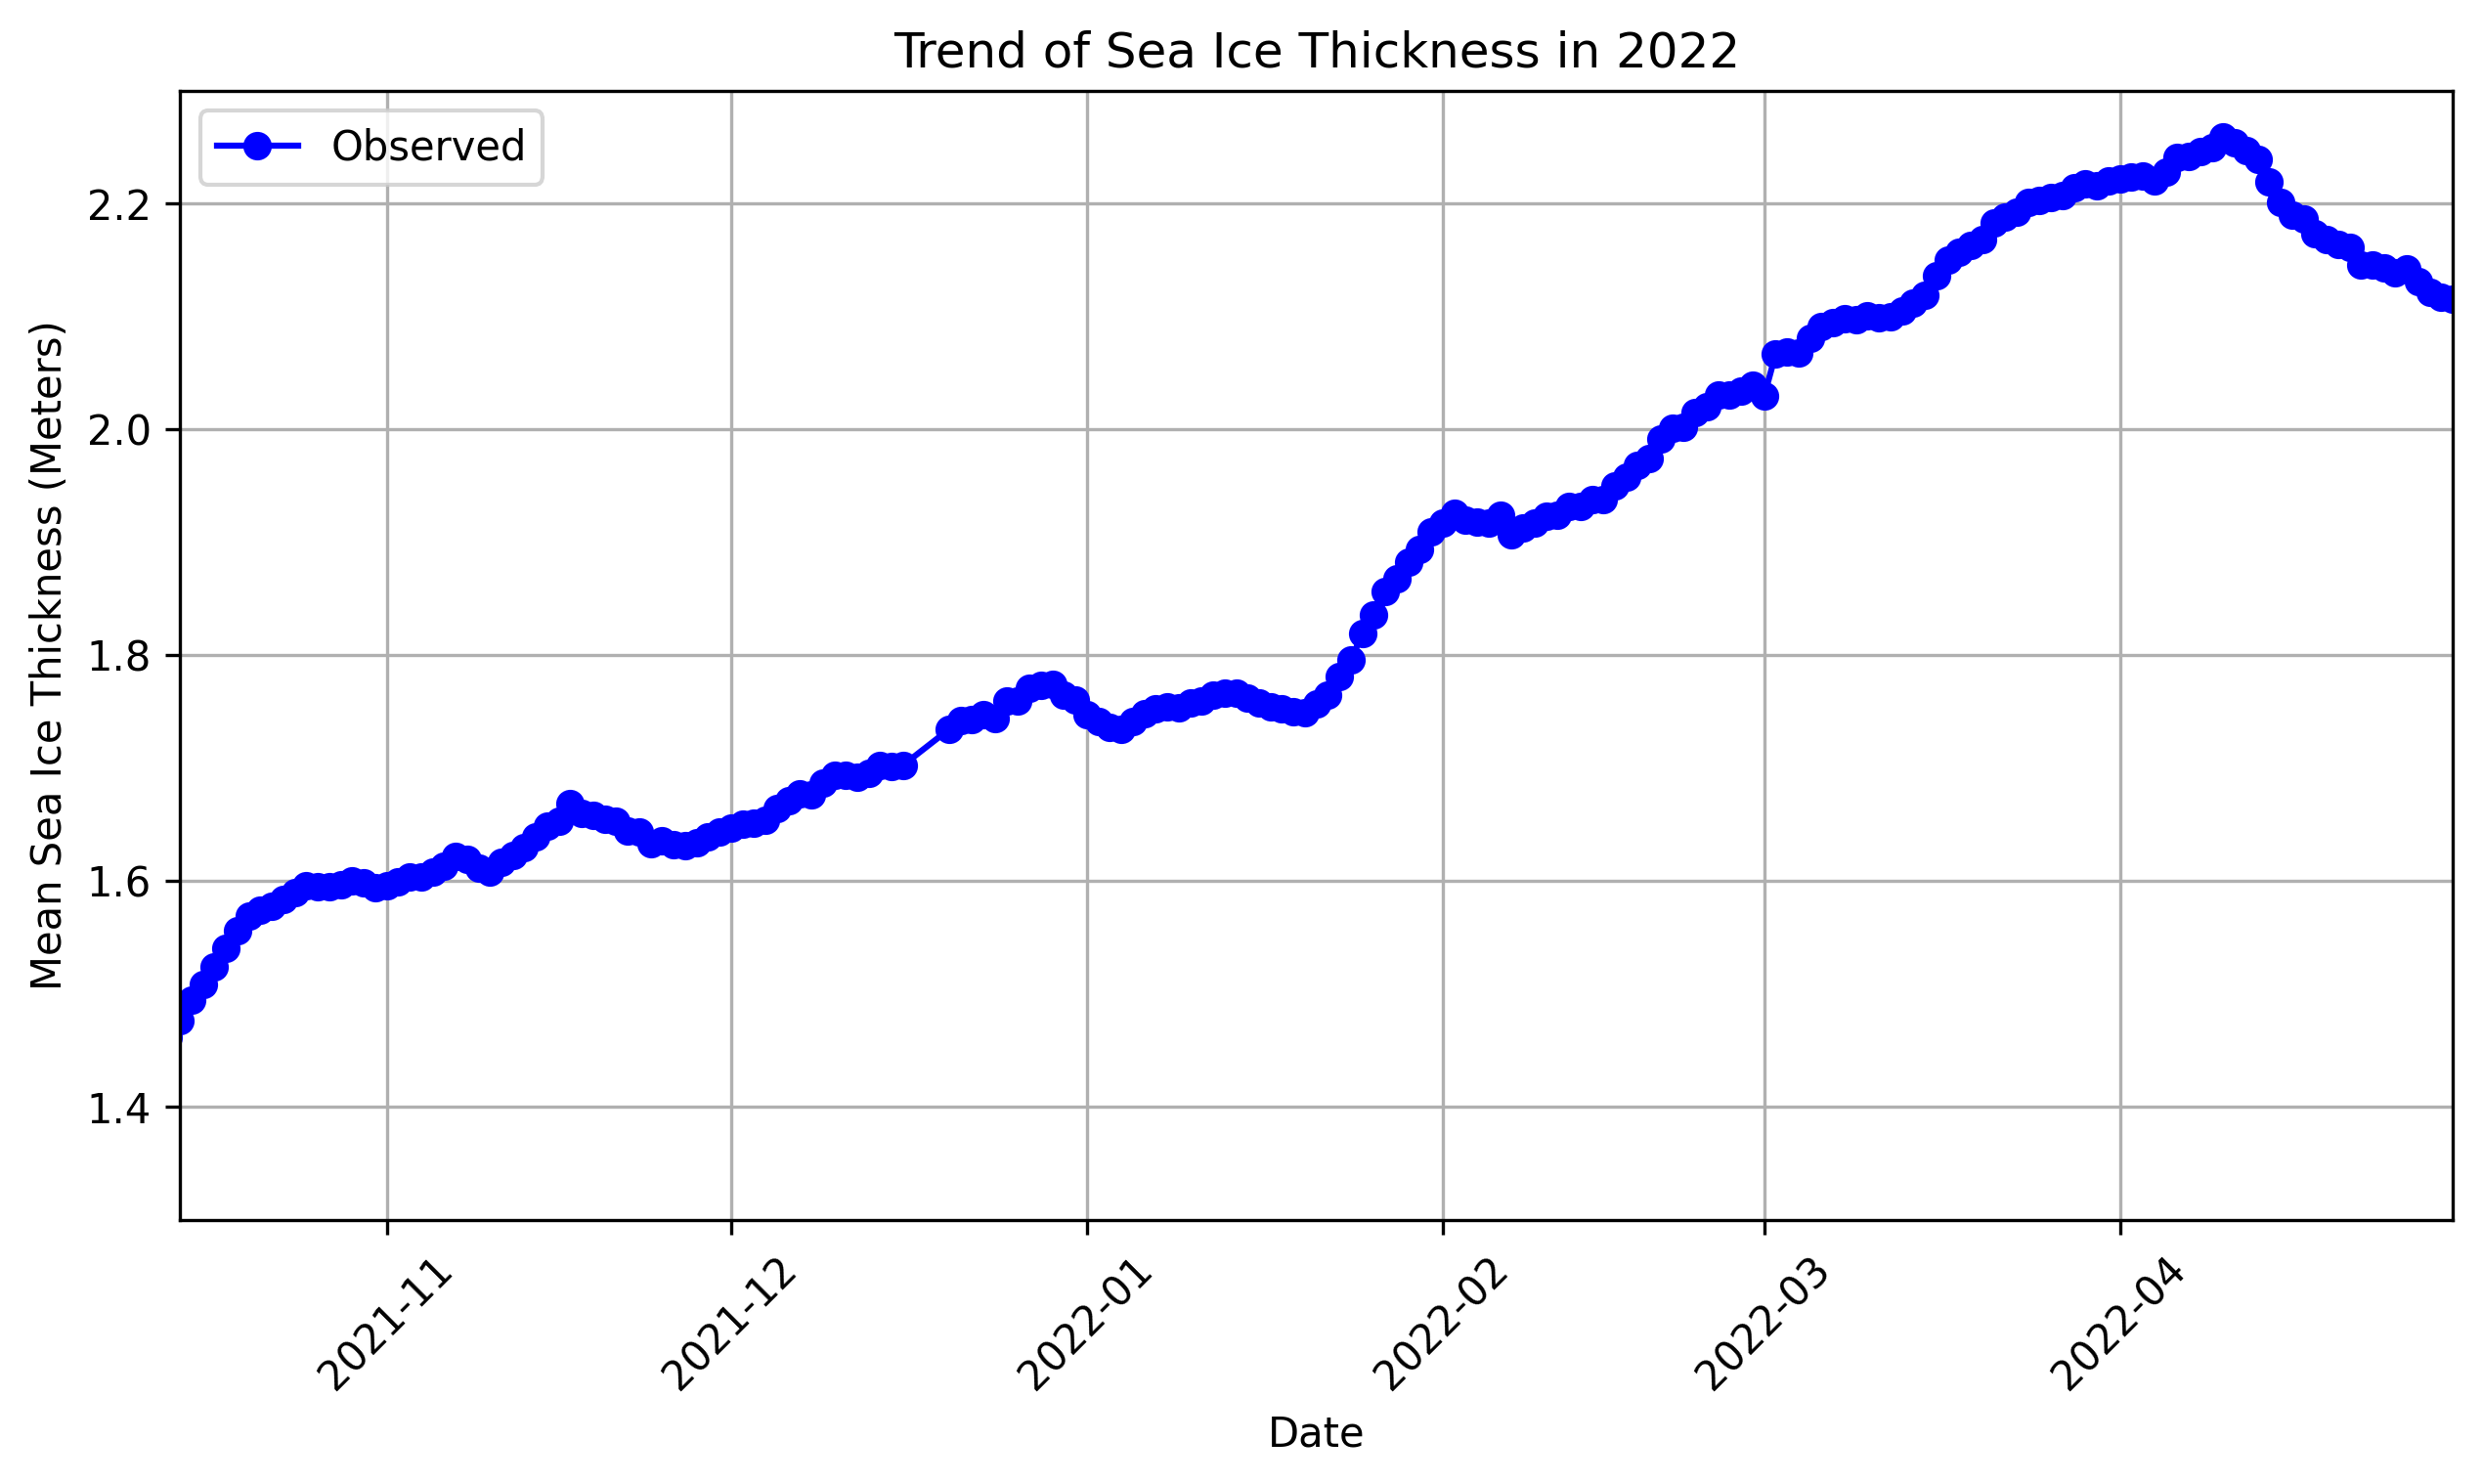 Trend of Sea Ice Thickness in 2022
Observed
Mean Sea Ice Thickness (Meters)
2.2
2.0
1.8
1.6
1.4
2021-11
2021-12
2022-01
2022-02
2022-03
2022-04
Date